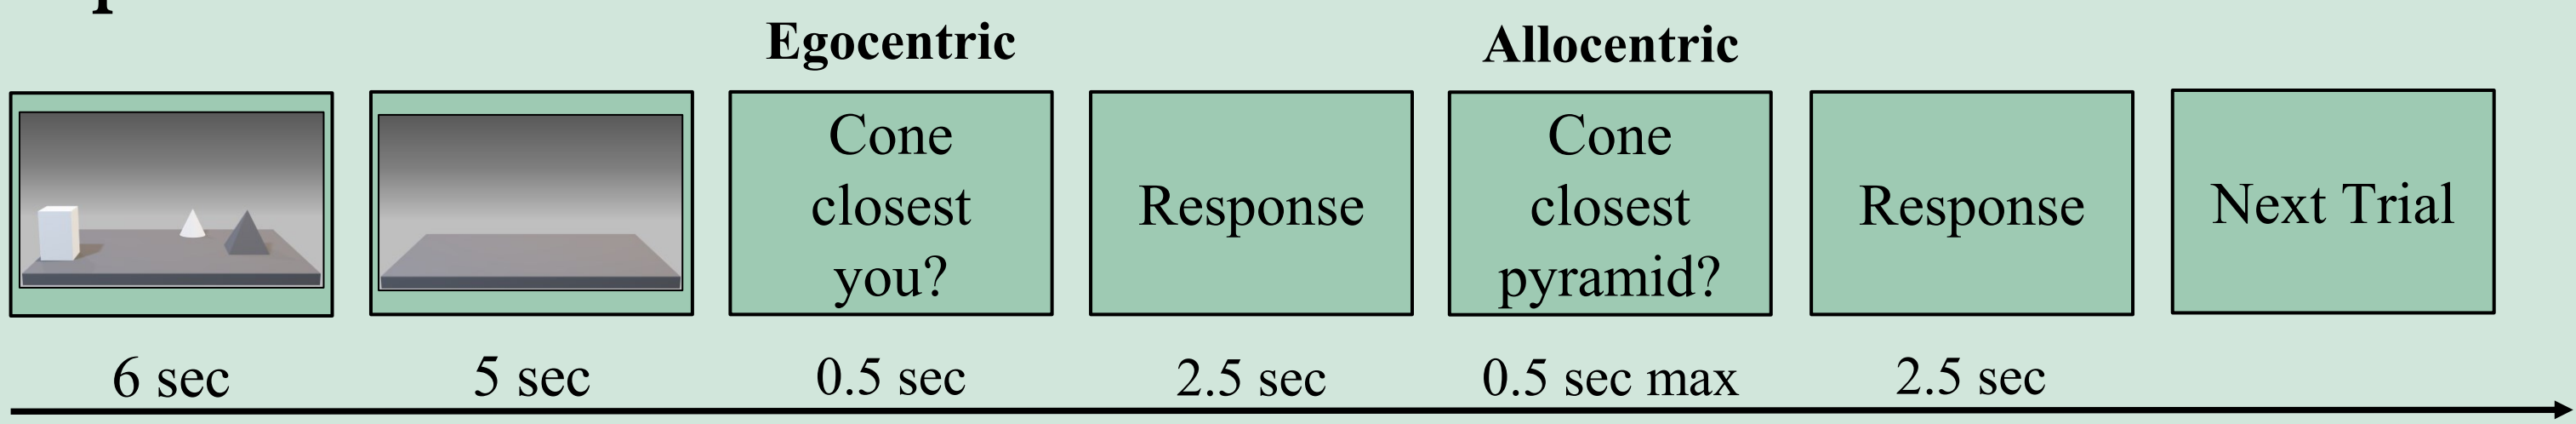 Egocentric
Allocentric
Cone
closest
you?
Response
Cone
closest
pyramid?
Response
Next Trial
6 sec
5 sec
0.5 sec
2.5 sec
0.5 sec max
2.5 sec